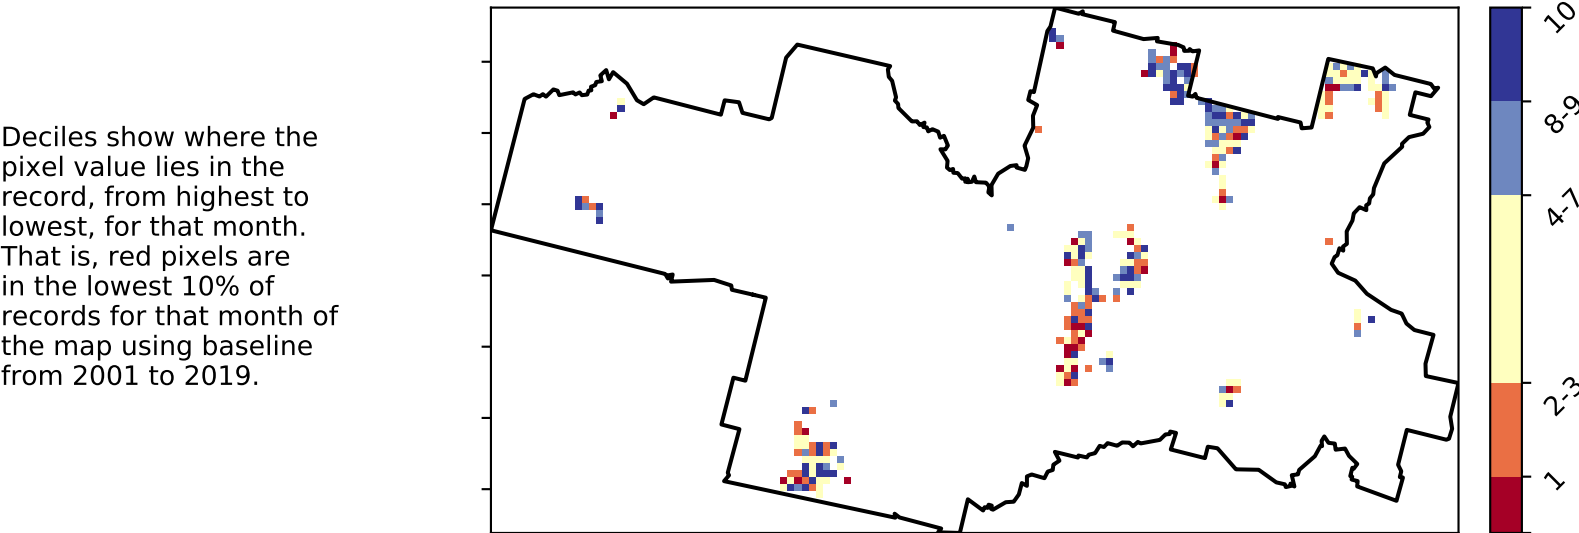 Deciles show where the
pixel value lies in the
record, from highest to
lowest, for that month.
That is, red pixels are
in the lowest 10% of
records for that month of
the map using baseline
from 2001 to 2019.
10
8-9
4-7
2-3
1